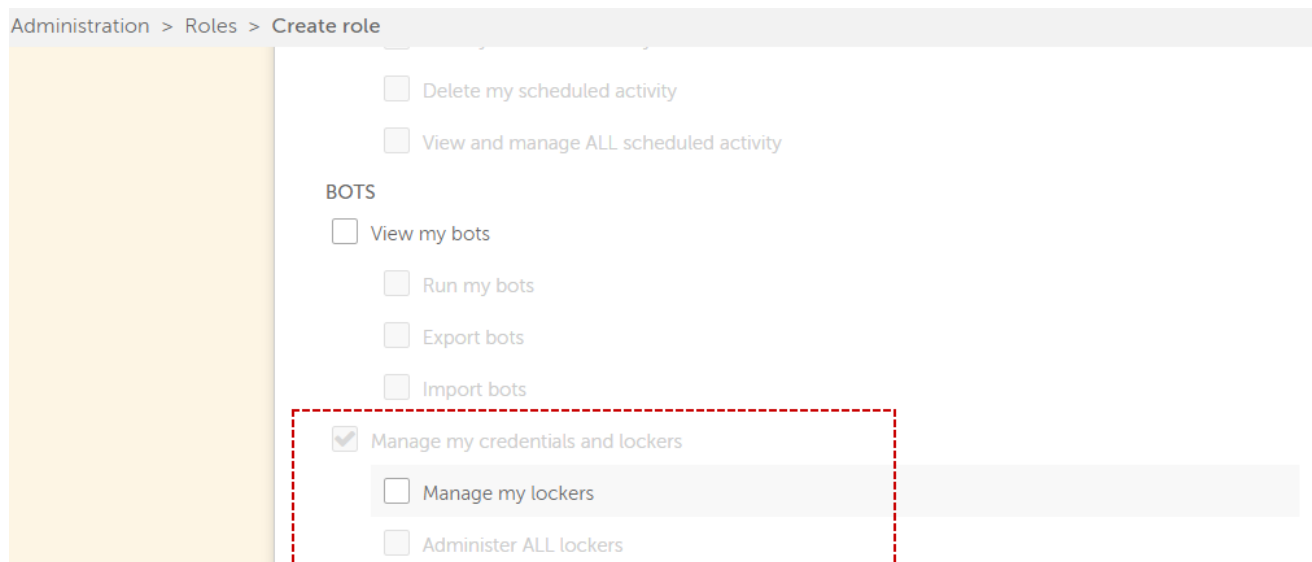 Administration > Roles > Create role
Delete my scheduled activity
View and manage ALL scheduled activity
BOTS
View my bots
Run my bots
Export bots
Import bots
Manage my credentials and lockers
Manage my lockers
Administer ALL lockers